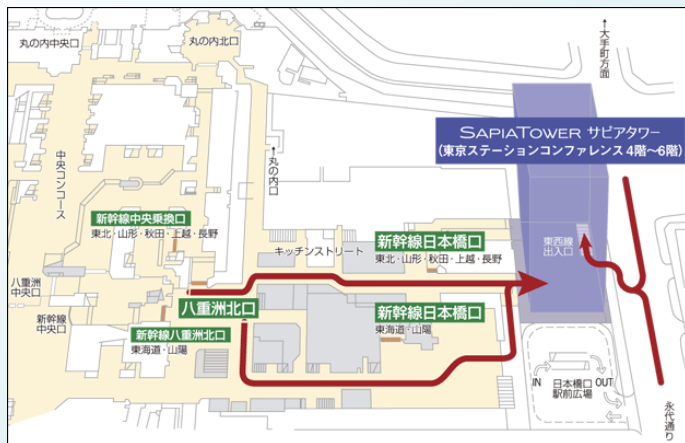 丸の内中央口
丸の内北口
↑大手町方面
SAPIATOWER サピアタワー
(東京ステーションコンファレンス 4階〜6階)
中央コンコース
↑丸の内口
新幹線中央乗換口
東北・山形・秋田・上越・長野
キッチンストリート
新幹線日本橋口
東北・山形・秋田・上越・長野
東西線
出入口
八重洲
中央口
八重洲北口
新幹線
中央口
新幹線八重洲北口
東海道・山陽
新幹線日本橋口
東海道・山陽
IN
OUT
日本橋口
駅前広場
永代通り